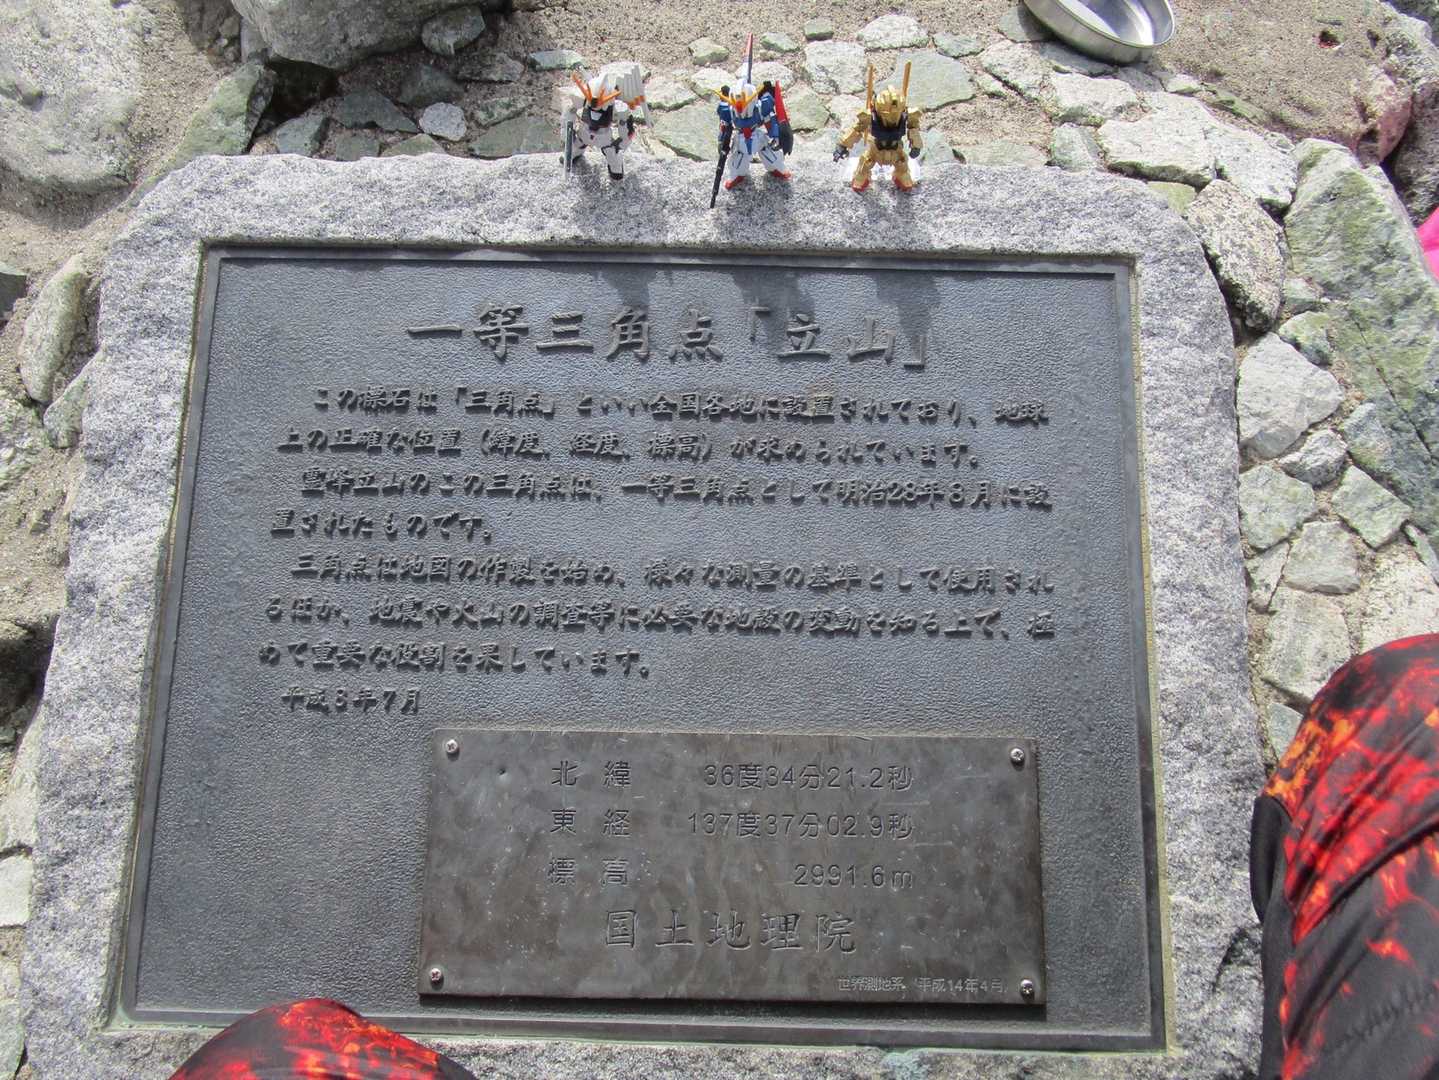 一等三角点「立山」
この標石は「三角点」といい全国各地に設置されており、地球
上の正確な位置（緯度、経度、標高）が求められています。
霊峰立山のこの三角点は、一等三角点として明治28年8月に設
置されたものです。
三角点は地図の作製を始め、様々な測量の基準として使用され
るほか、地震や火山の調査等に必要な地殻の変動を知る上で、極
めて重要な役割を果しています。
平成8年7月
北緯 36度34分21.2秒
東経 137度37分02.9秒
標高 2991.6m
国土地理院
世界測地系 平成14年4月